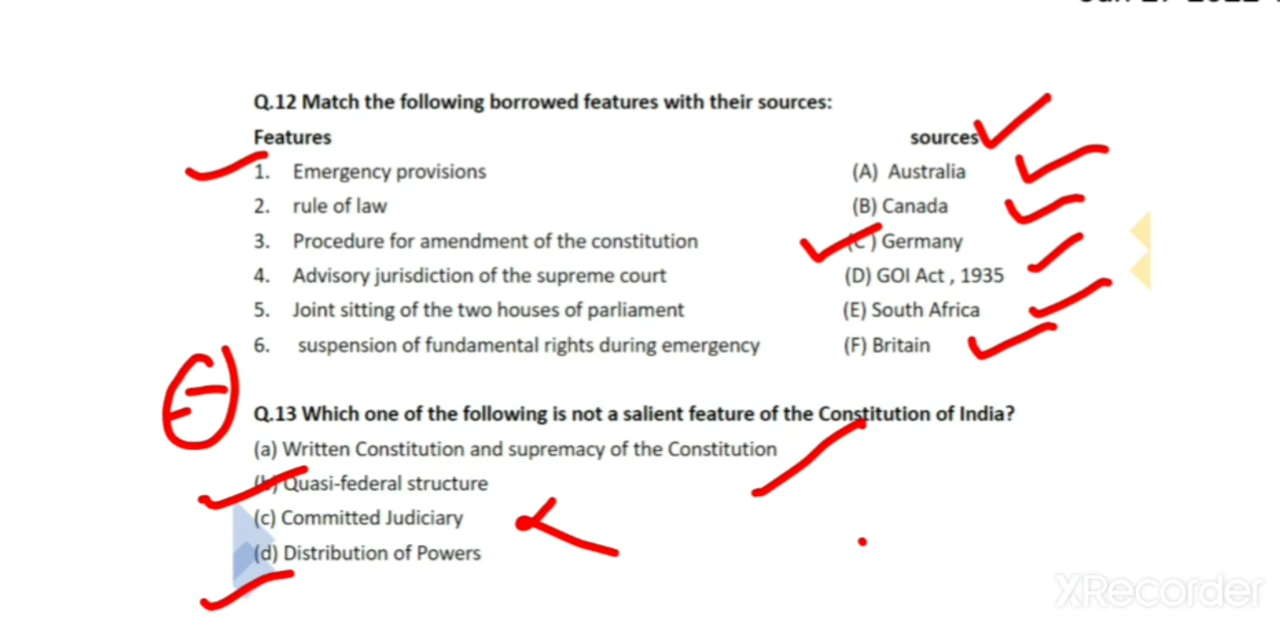 Q.12 Match the following borrowed features with their sources:
Features sources
1. Emergency provisions (A) Australia
2. rule of law (B) Canada
3. Procedure for amendment of the constitution (C ) Germany
4. Advisory jurisdiction of the supreme court (D) GOI Act , 1935
5. Joint sitting of the two houses of parliament (E) South Africa
6. suspension of fundamental rights during emergency (F) Britain
Q.13 Which one of the following is not a salient feature of the Constitution of India?
(a) Written Constitution and supremacy of the Constitution
(b) Quasi-federal structure
(c) Committed Judiciary
(d) Distribution of Powers
XRecorder